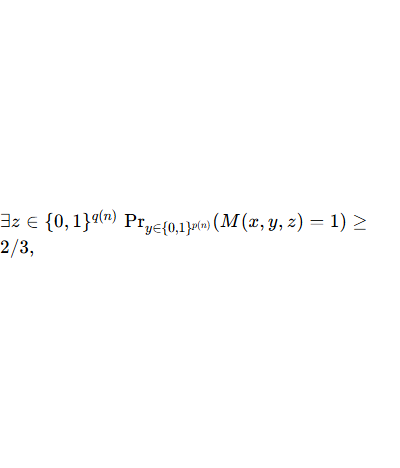 ∃z ∈ {0, 1}^{q(n)} Pr_{y∈{0,1}^{p(n)}}(M(x, y, z) = 1) ≥
2/3,